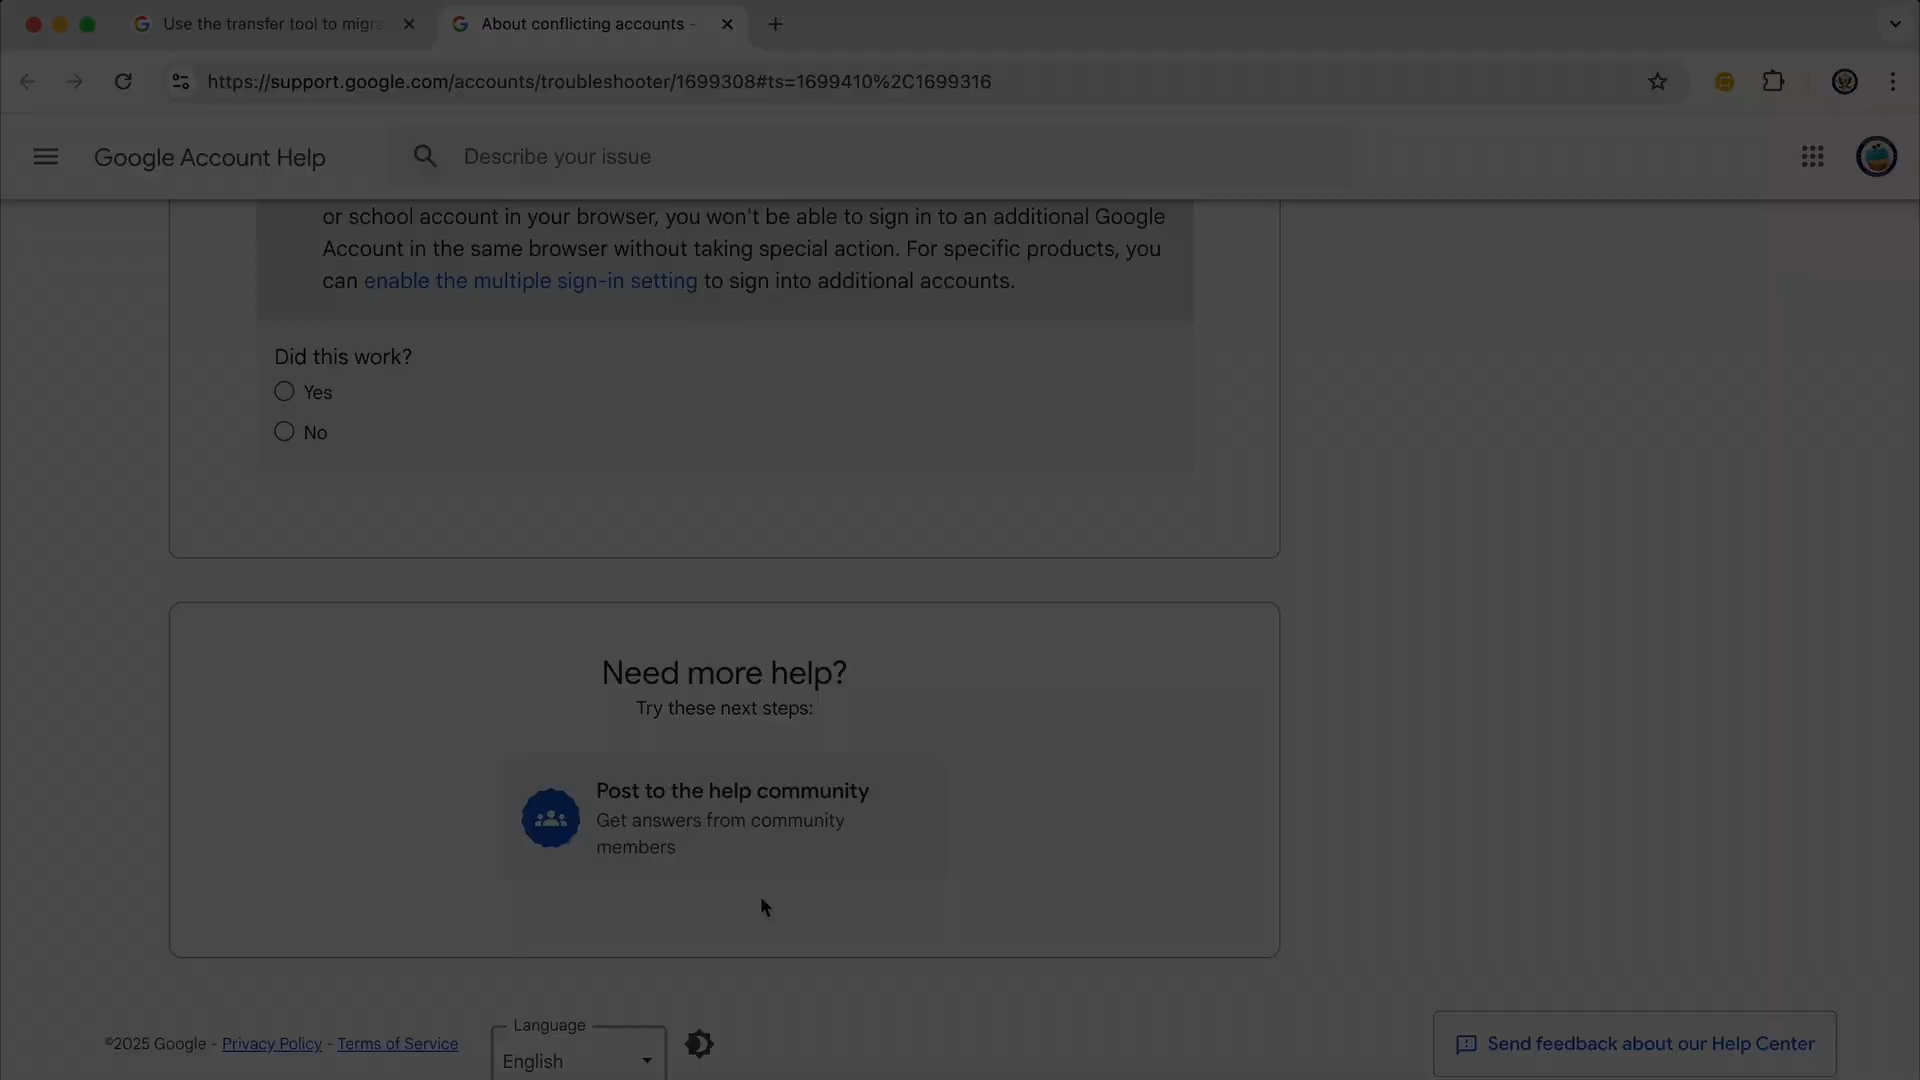 Use the transfer tool to migra
About conflicting accounts -
https://support.google.com/accounts/troubleshooter/1699308#ts=1699410%2C1699316
Google Account Help
Describe your issue
or school account in your browser, you won't be able to sign in to an additional Google
Account in the same browser without taking special action. For specific products, you
can enable the multiple sign-in setting to sign into additional accounts.
Did this work?
Yes
No
Need more help?
Try these next steps:
Post to the help community
Get answers from community
members
©2025 Google - Privacy Policy - Terms of Service
Language
English
Send feedback about our Help Center